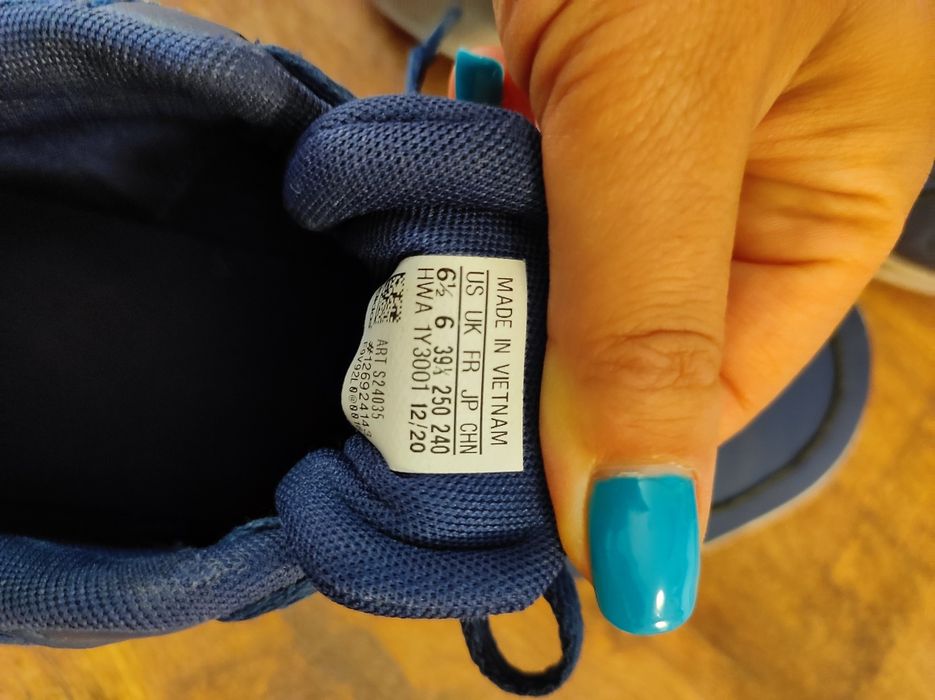 MADE IN VIETNAM
US UK FR JP CHN
6½ 6 39⅓ 250 240
HWA 1Y3001 12/20
ART S24035